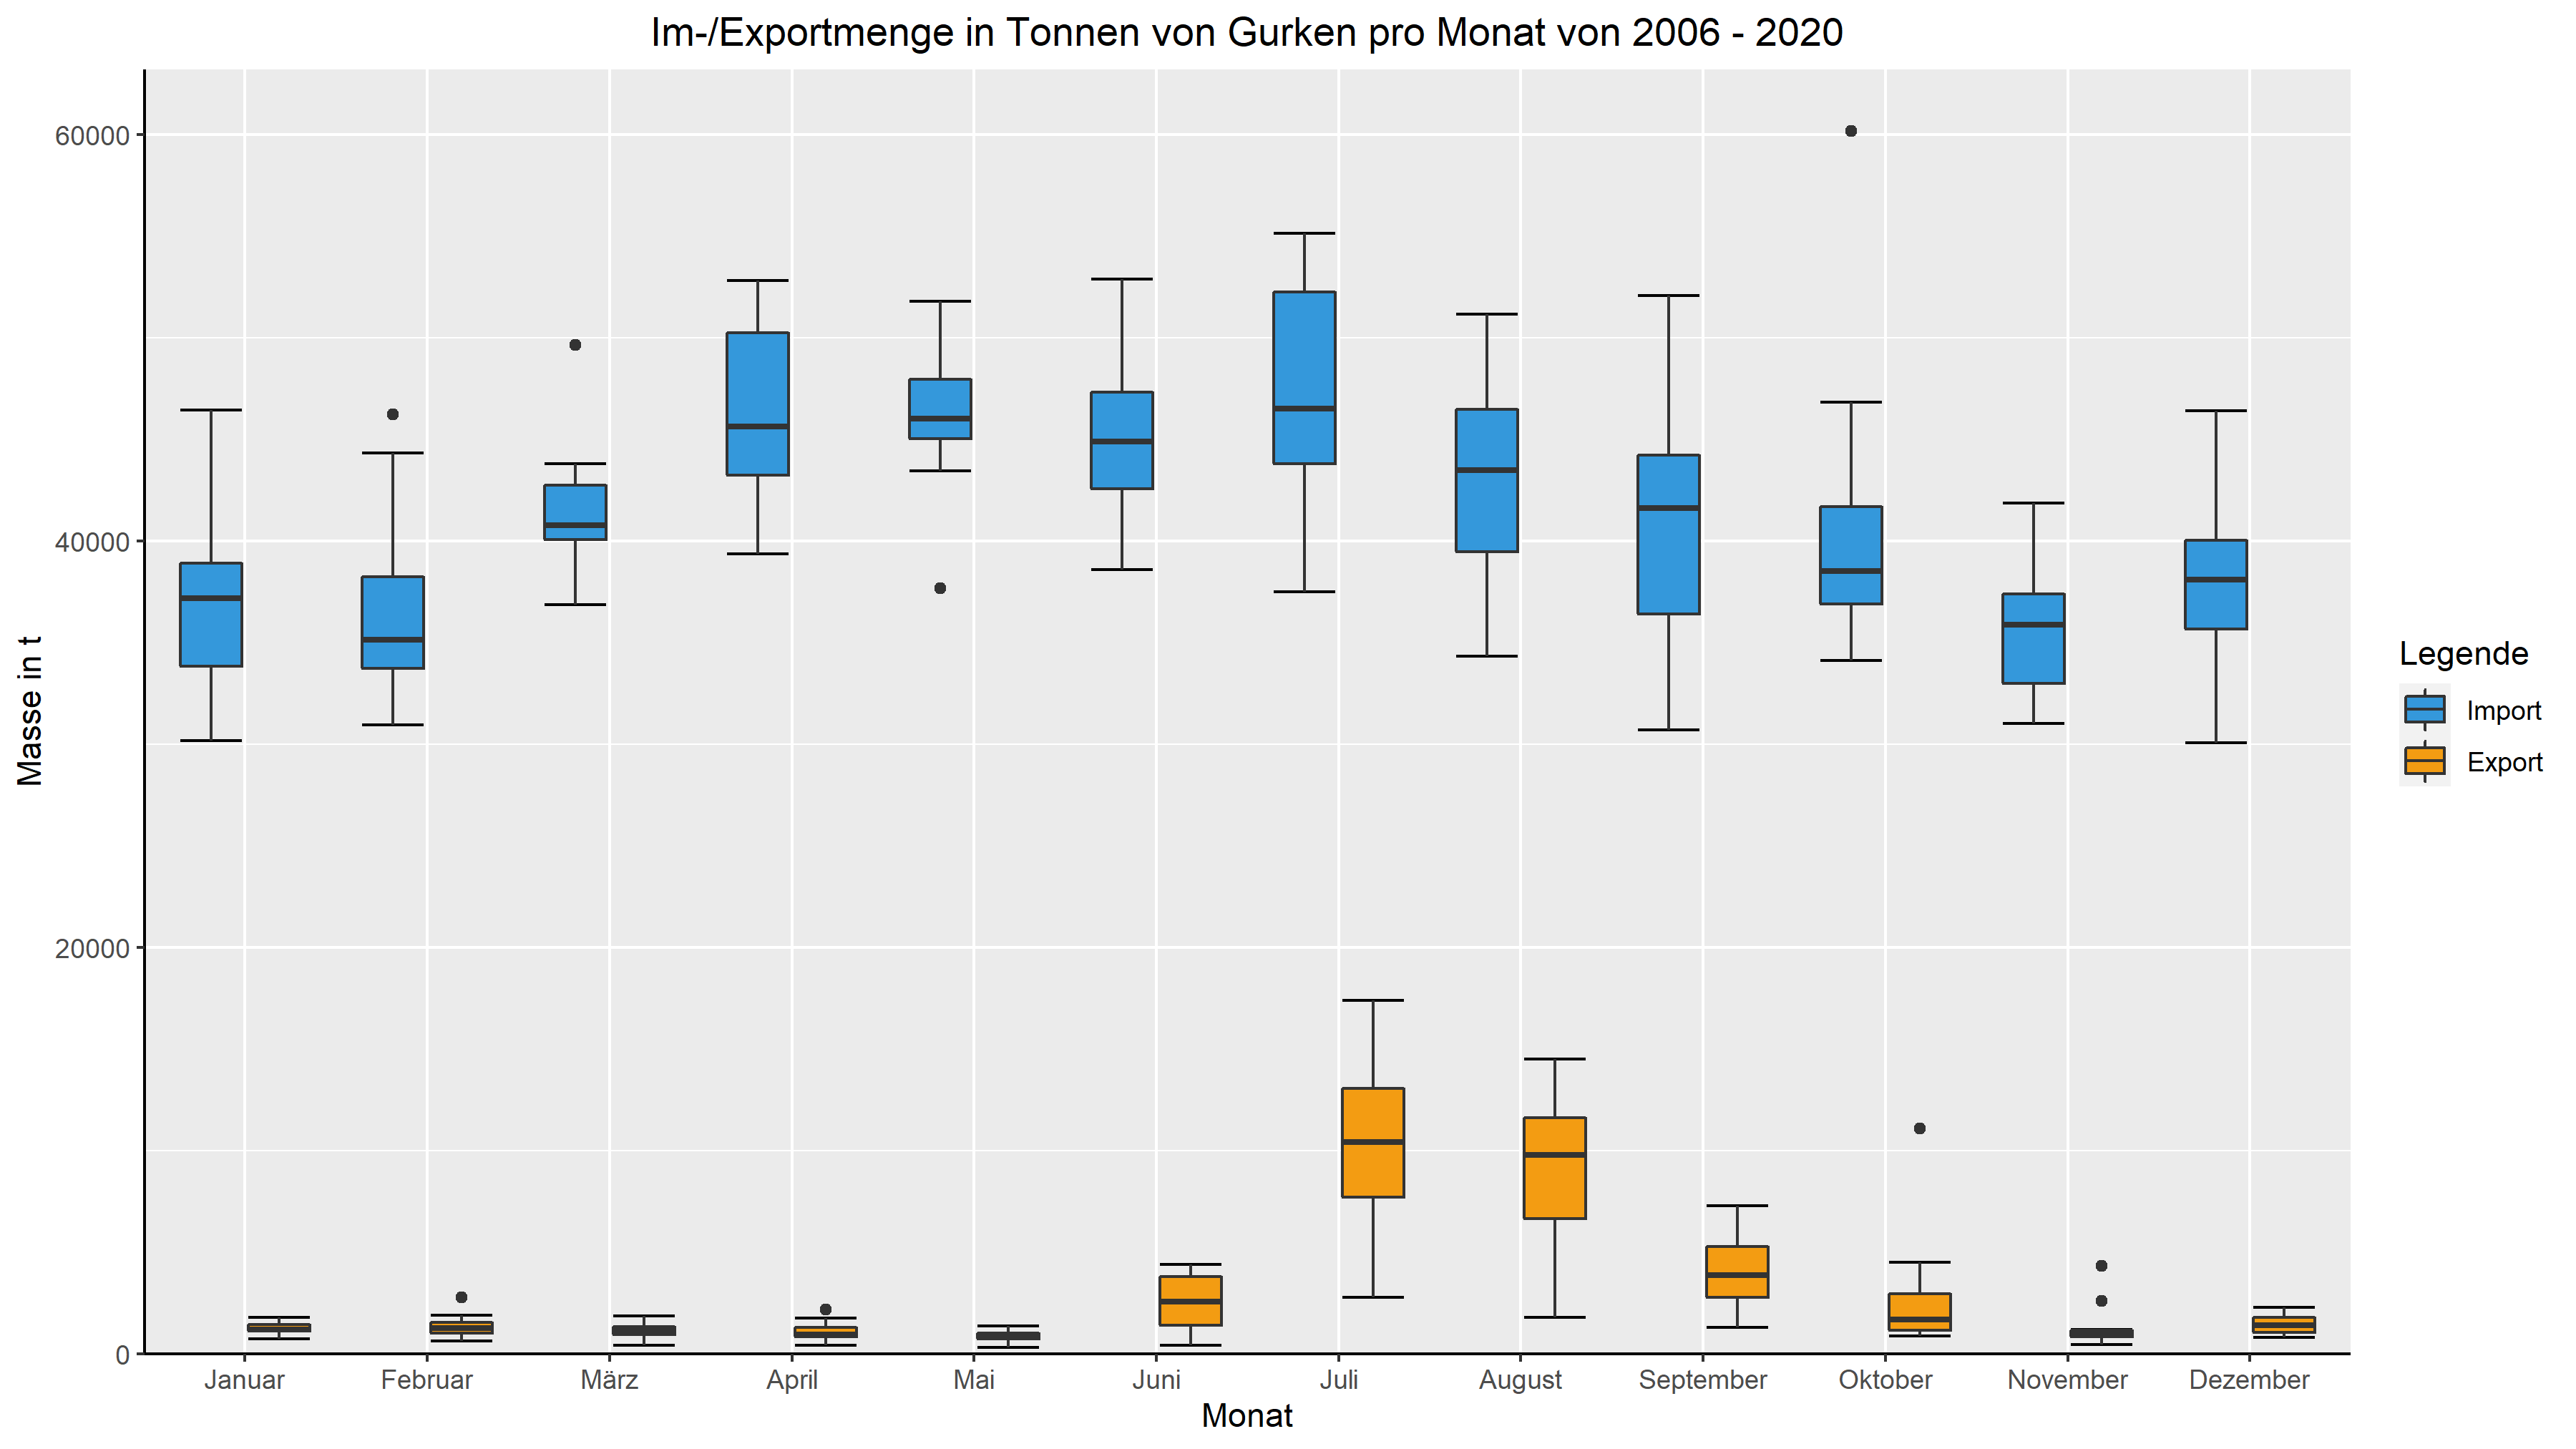 Im-/Exportmenge in Tonnen von Gurken pro Monat von 2006 - 2020
Masse in t
60000
40000
20000
0
Januar Februar März April Mai Juni Juli August September Oktober November Dezember
Monat
Legende
Import
Export